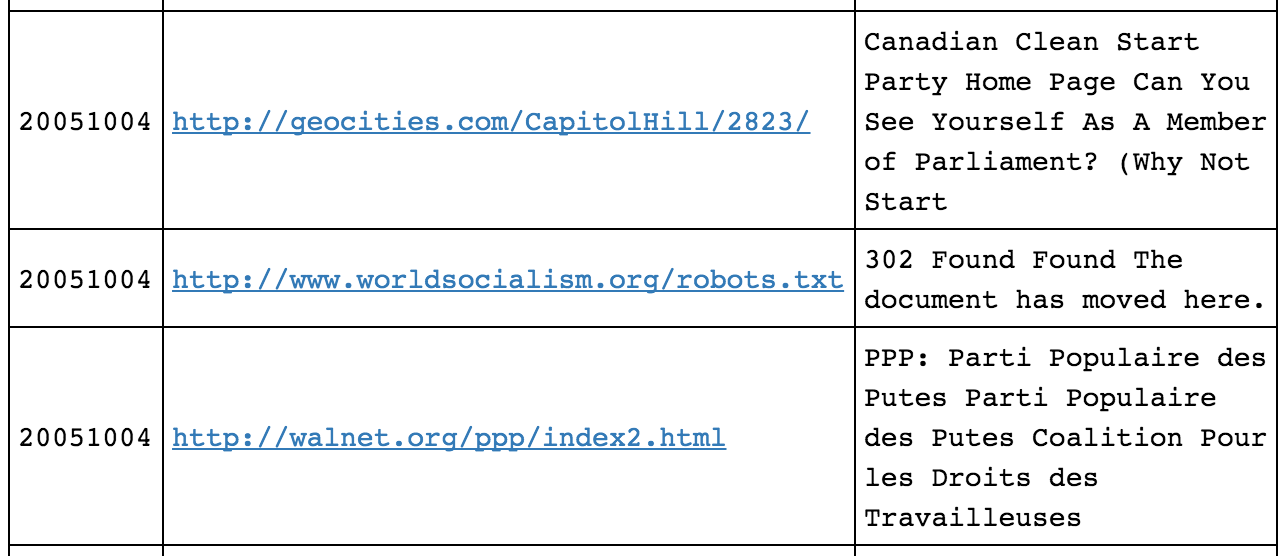 20051004 http://geocities.com/CapitolHill/2823/ Canadian Clean Start
Party Home Page Can You
See Yourself As A Member
of Parliament? (Why Not
Start
20051004 http://www.worldsocialism.org/robots.txt 302 Found Found The
document has moved here.
20051004 http://walnet.org/ppp/index2.html PPP: Parti Populaire des
Putes Parti Populaire
des Putes Coalition Pour
les Droits des
Travailleuses